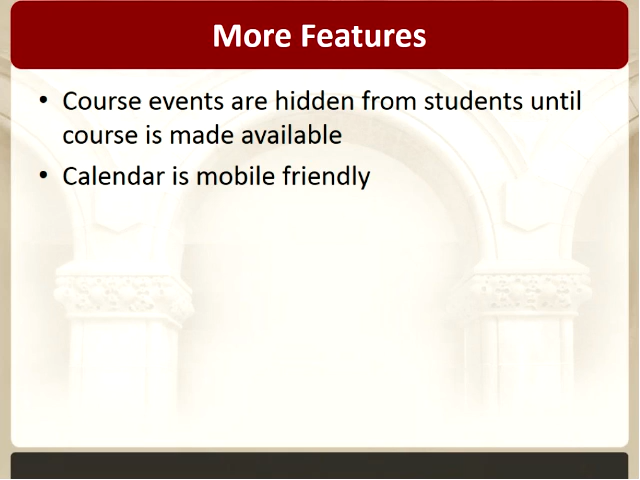 More Features
• Course events are hidden from students until
course is made available
• Calendar is mobile friendly